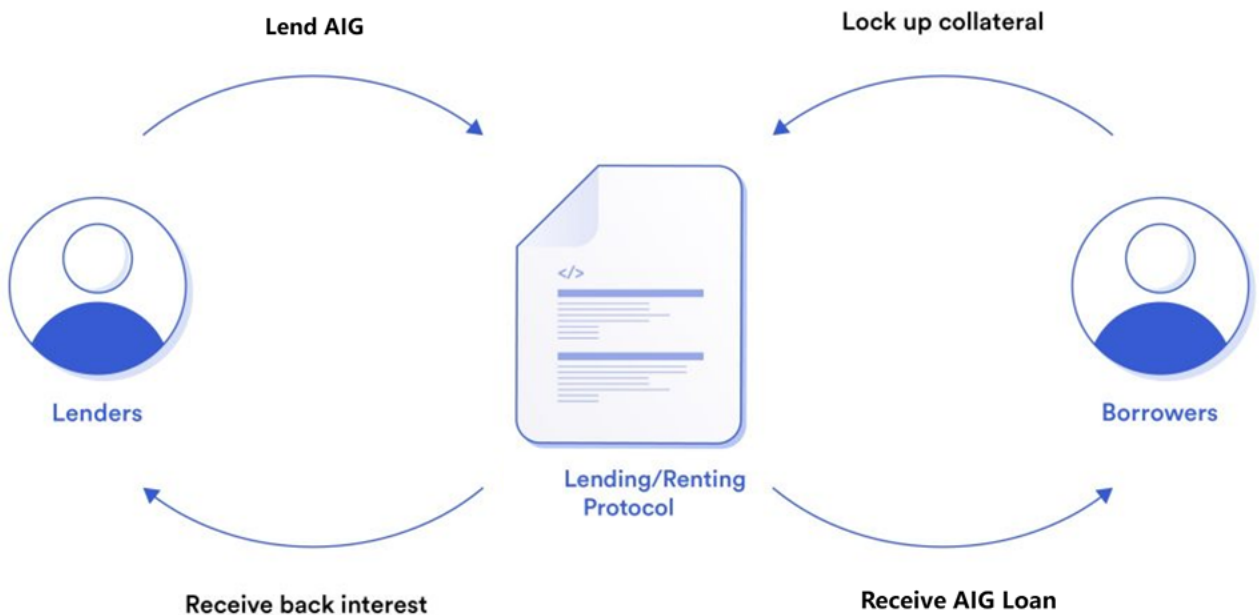 Lend AIG
Lock up collateral
</>
Lenders
Borrowers
Lending/Renting
Protocol
Receive back interest
Receive AIG Loan